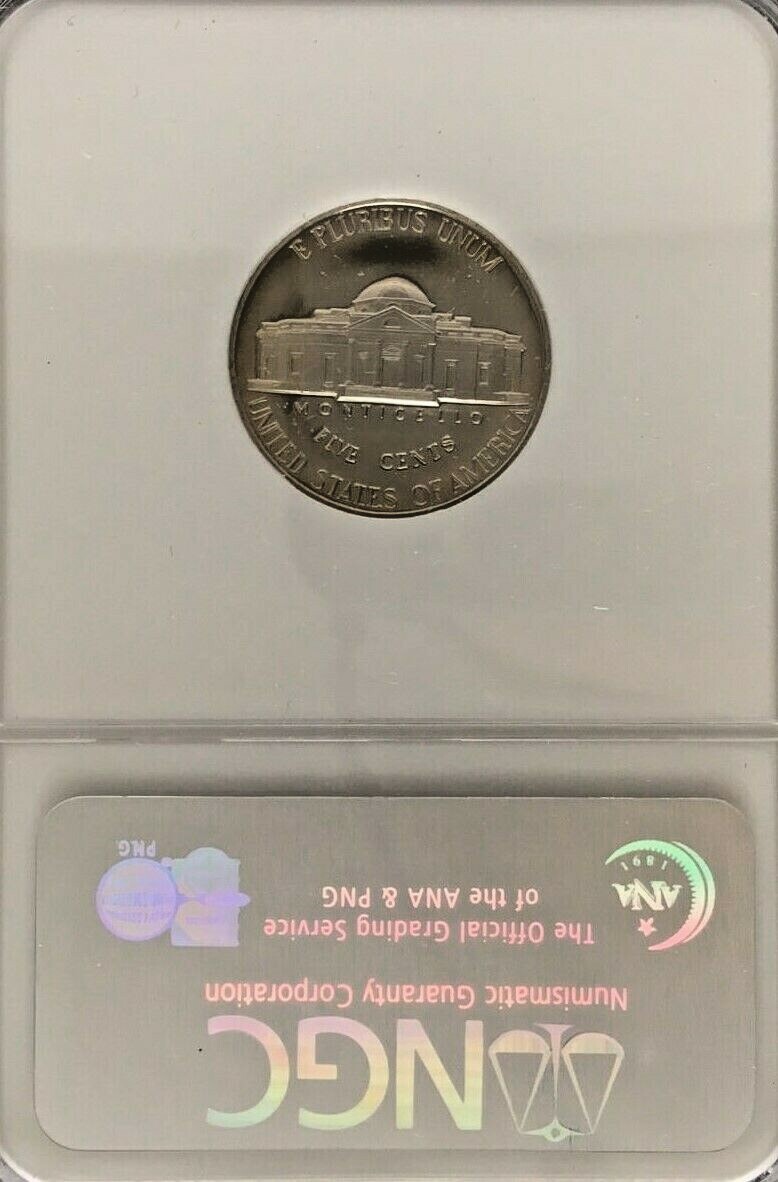 E PLURIBUS UNUM
MONTICELLO
FIVE CENTS
UNITED STATES OF AMERICA
NGC
Numismatic Guaranty Corporation
The Official Grading Service
of the ANA & PNG
ANA
1891
PNG